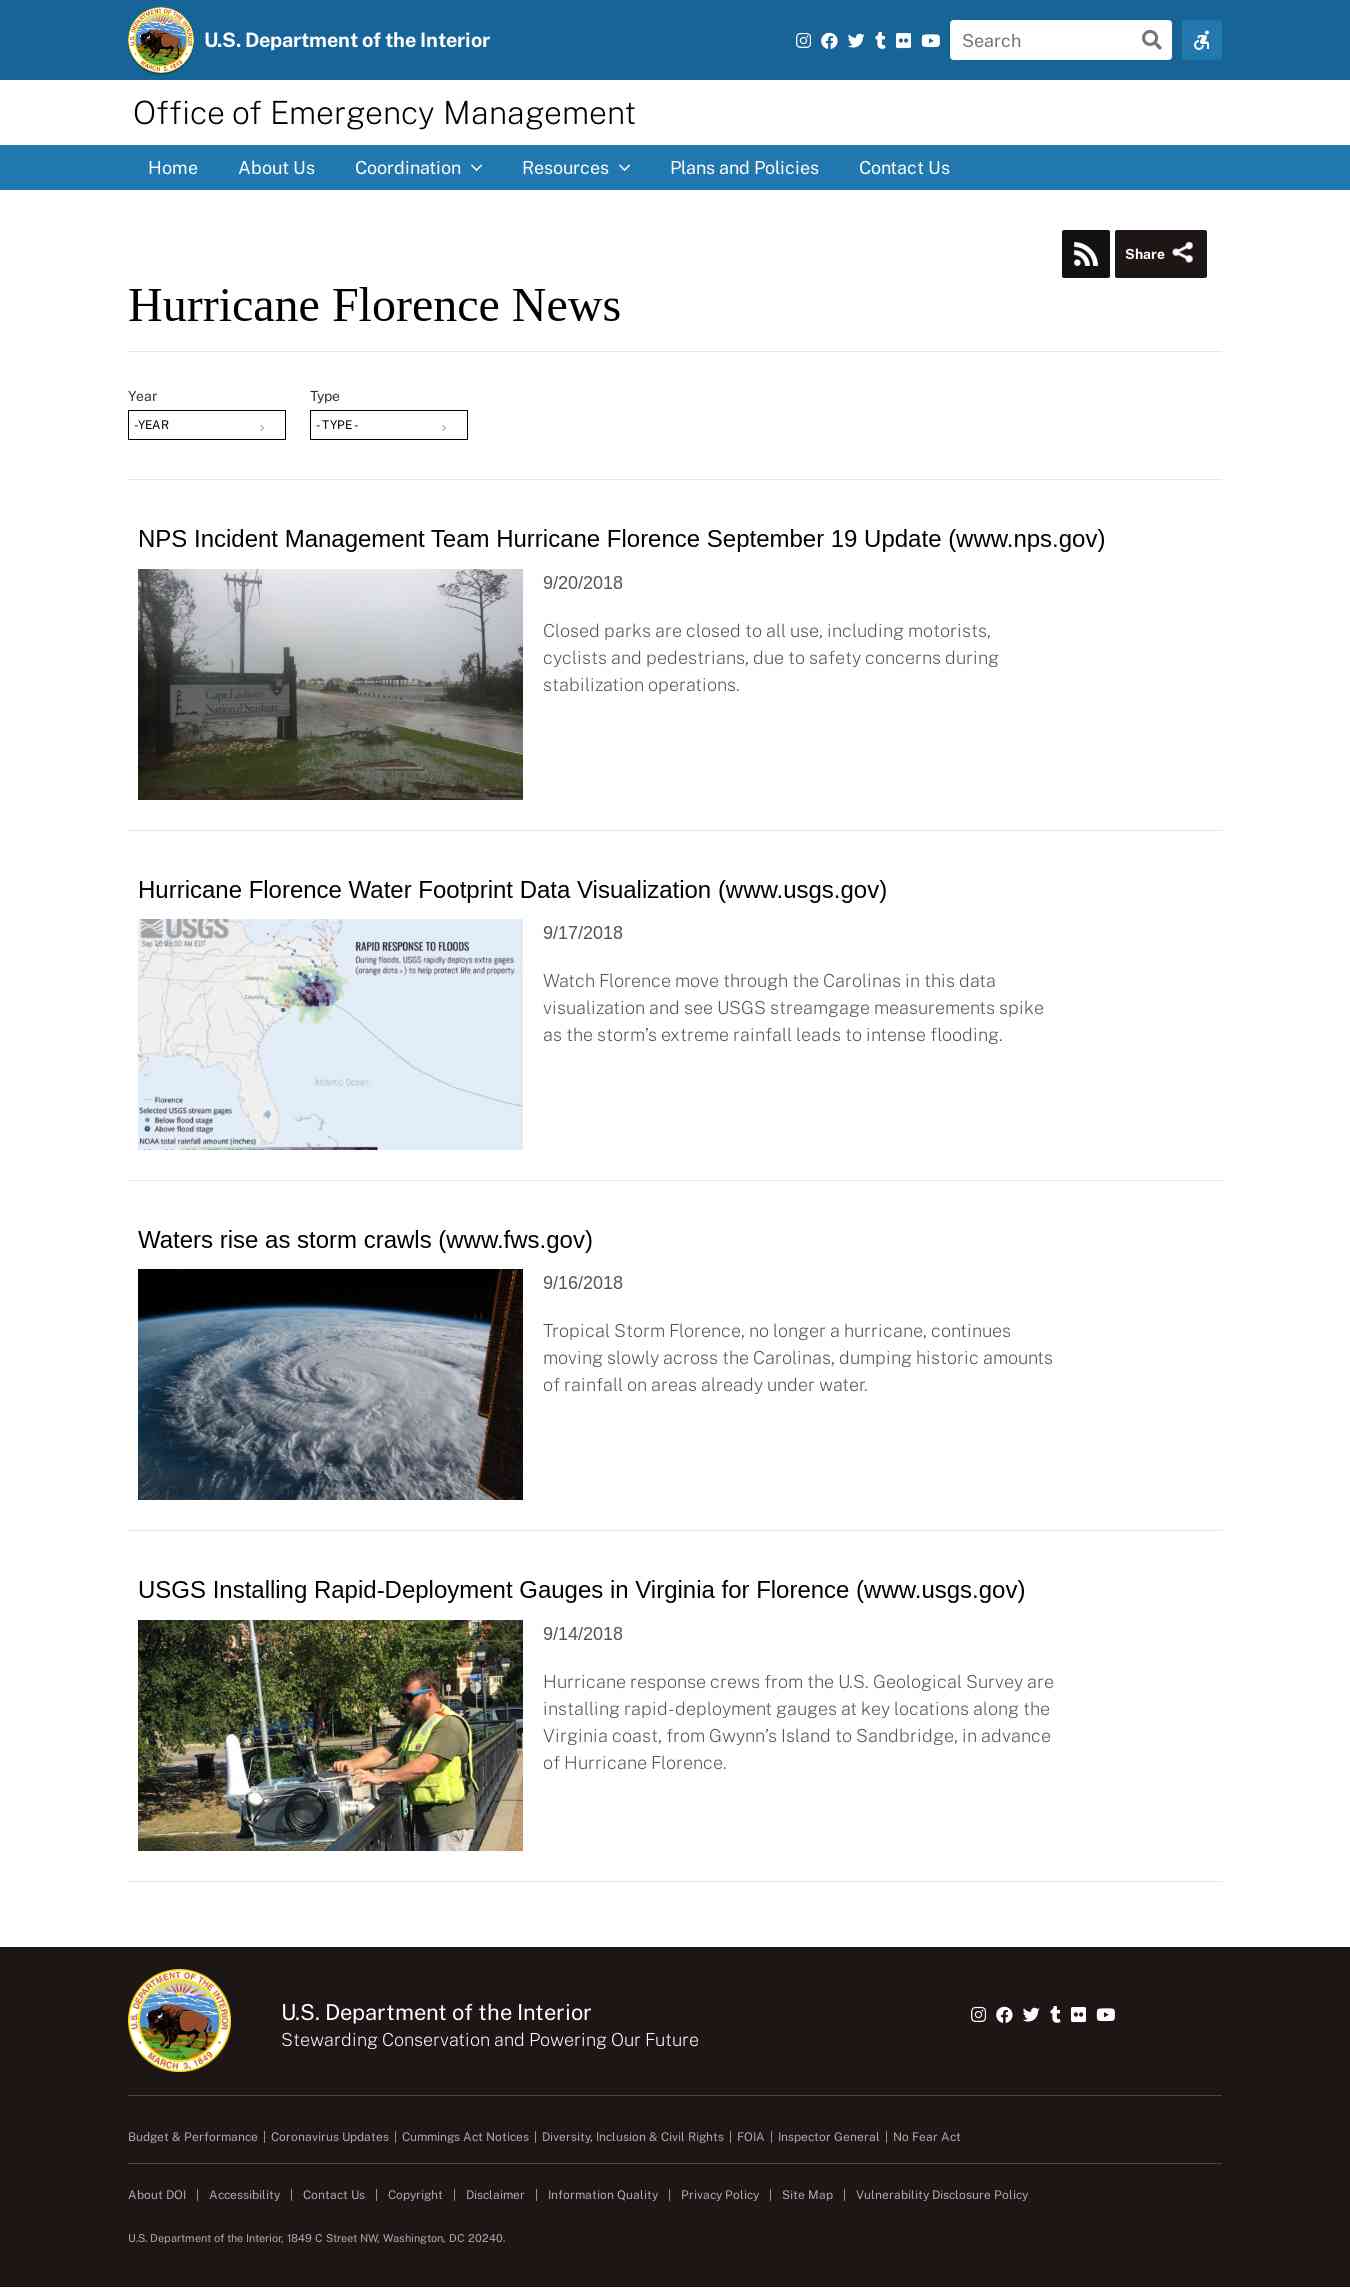 U.S. Department of the Interior
Search
Office of Emergency Management
Home
About Us
Coordination
Resources
Plans and Policies
Contact Us
Share
Hurricane Florence News
Year
Type
-YEAR
- TYPE -
NPS Incident Management Team Hurricane Florence September 19 Update (www.nps.gov)
9/20/2018
Closed parks are closed to all use, including motorists,
cyclists and pedestrians, due to safety concerns during
stabilization operations.
Cape Lookout
National Seashore
Hurricane Florence Water Footprint Data Visualization (www.usgs.gov)
USGS
RAPID RESPONSE TO FLOODS
During floods, USGS rapidly deploys extra gages
(orange dots ) to help protect life and property
Atlantic Ocean
Florence
Selected USGS stream gages
Below flood stage
Above flood stage
NOAA total rainfall amount (inches)
9/17/2018
Watch Florence move through the Carolinas in this data
visualization and see USGS streamgage measurements spike
as the storm’s extreme rainfall leads to intense flooding.
Waters rise as storm crawls (www.fws.gov)
9/16/2018
Tropical Storm Florence, no longer a hurricane, continues
moving slowly across the Carolinas, dumping historic amounts
of rainfall on areas already under water.
USGS Installing Rapid-Deployment Gauges in Virginia for Florence (www.usgs.gov)
9/14/2018
Hurricane response crews from the U.S. Geological Survey are
installing rapid-deployment gauges at key locations along the
Virginia coast, from Gwynn’s Island to Sandbridge, in advance
of Hurricane Florence.
U.S. DEPARTMENT OF THE INTERIOR
MARCH 3, 1849
U.S. Department of the Interior
Stewarding Conservation and Powering Our Future
Budget & Performance | Coronavirus Updates | Cummings Act Notices | Diversity, Inclusion & Civil Rights | FOIA | Inspector General | No Fear Act
About DOI | Accessibility | Contact Us | Copyright | Disclaimer | Information Quality | Privacy Policy | Site Map | Vulnerability Disclosure Policy
U.S. Department of the Interior, 1849 C Street NW, Washington, DC 20240.